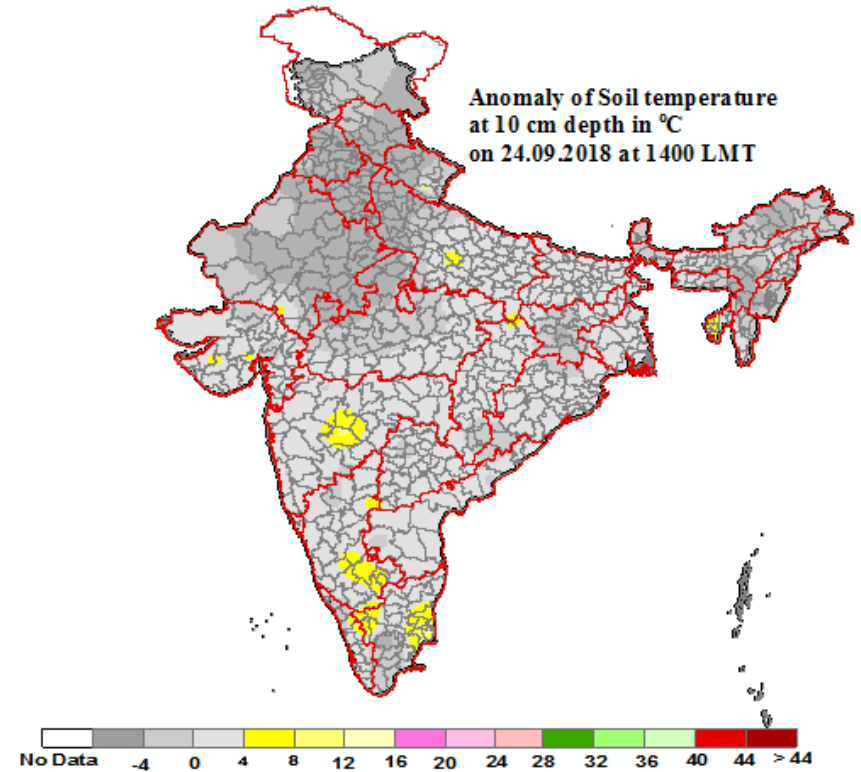 Anomaly of Soil temperature
at 10 cm depth in ⁰C
on 24.09.2018 at 1400 LMT
No Data -4 0 4 8 12 16 20 24 28 32 36 40 44 > 44